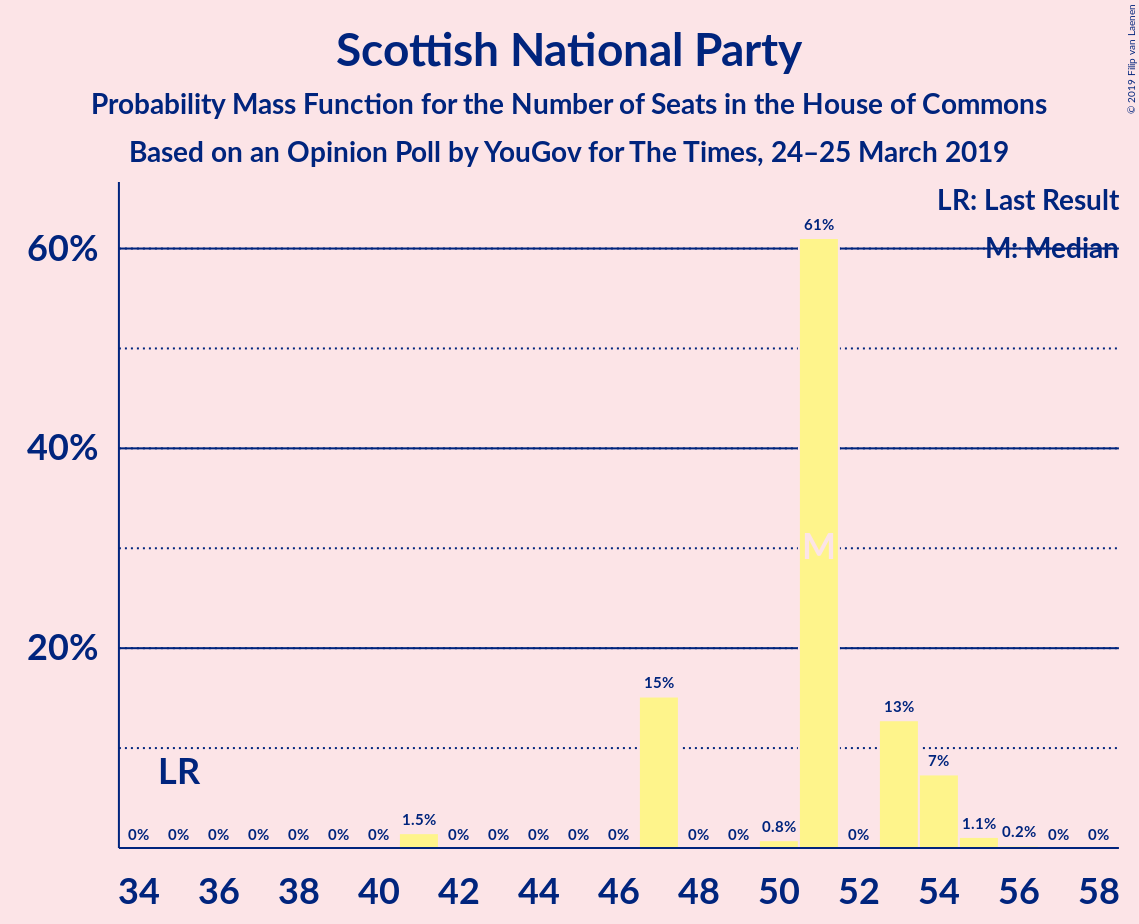 Scottish National Party
Probability Mass Function for the Number of Seats in the House of Commons
Based on an Opinion Poll by YouGov for The Times, 24–25 March 2019
© 2019 Filip van Laenen
LR: Last Result
M: Median
60%
40%
20%
61%
M
15%
13%
7%
LR
0% 0% 0% 0% 0% 0% 0% 1.5% 0% 0% 0% 0% 0% 0% 0% 0.8% 0% 1.1% 0.2% 0% 0%
34 36 38 40 42 44 46 48 50 52 54 56 58